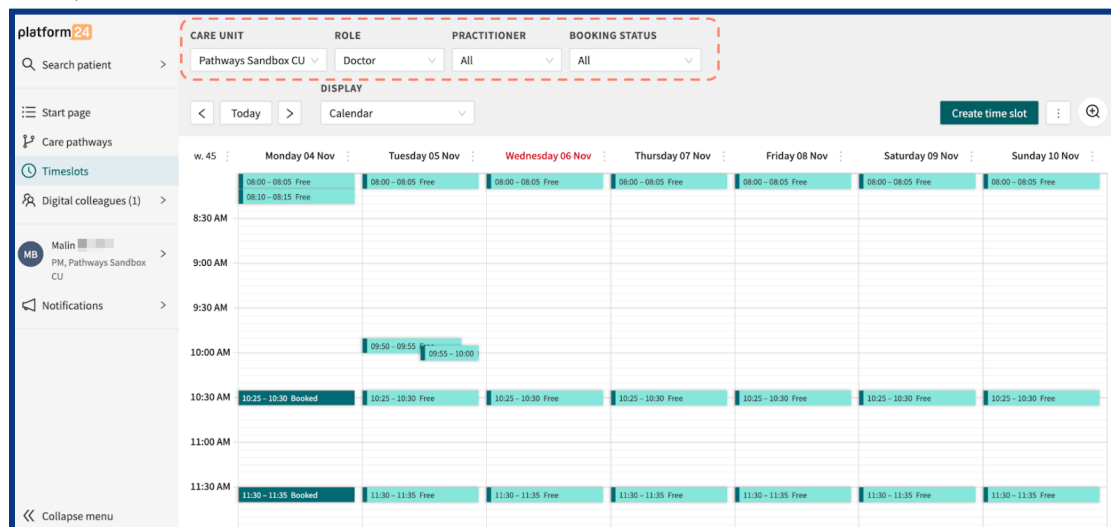 platform24
Search patient
Start page
Care pathways
Timeslots
Digital colleagues (1)
MB
Malin
PM, Pathways Sandbox
CU
Notifications
Collapse menu
CARE UNIT ROLE PRACTITIONER BOOKING STATUS
Pathways Sandbox CU Doctor All All
DISPLAY
Today Calendar Create time slot
w. 45 Monday 04 Nov Tuesday 05 Nov Wednesday 06 Nov Thursday 07 Nov Friday 08 Nov Saturday 09 Nov Sunday 10 Nov
08:00 – 08:05 Free 08:00 – 08:05 Free 08:00 – 08:05 Free 08:00 – 08:05 Free 08:00 – 08:05 Free 08:00 – 08:05 Free 08:00 – 08:05 Free
08:10 – 08:15 Free
8:30 AM
9:00 AM
9:30 AM
09:50 – 09:55
10:00 AM 09:55 – 10:00
10:30 AM 10:25 – 10:30 Booked 10:25 – 10:30 Free 10:25 – 10:30 Free 10:25 – 10:30 Free 10:25 – 10:30 Free 10:25 – 10:30 Free 10:25 – 10:30 Free
11:00 AM
11:30 AM
11:30 – 11:35 Booked 11:30 – 11:35 Free 11:30 – 11:35 Free 11:30 – 11:35 Free 11:30 – 11:35 Free 11:30 – 11:35 Free 11:30 – 11:35 Free